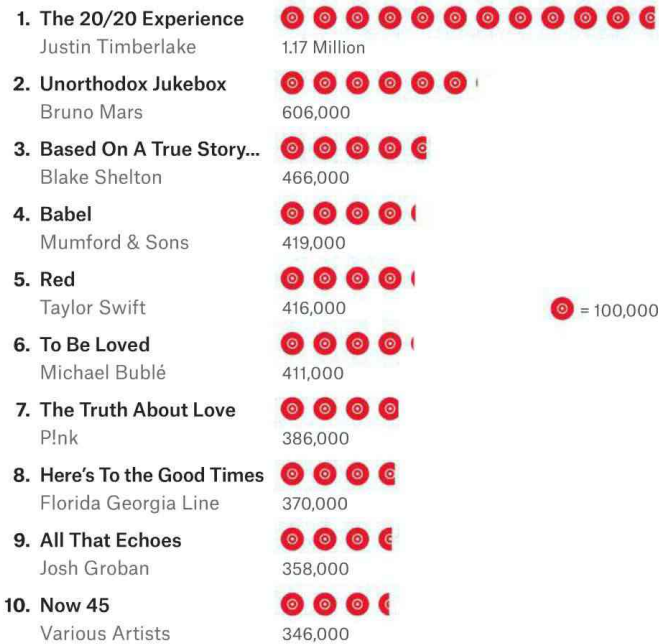 1. The 20/20 Experience
Justin Timberlake
1.17 Million
2. Unorthodox Jukebox
Bruno Mars
606,000
3. Based On A True Story...
Blake Shelton
466,000
4. Babel
Mumford & Sons
419,000
5. Red
Taylor Swift
416,000
= 100,000
6. To Be Loved
Michael Bublé
411,000
7. The Truth About Love
P!nk
386,000
8. Here's To the Good Times
Florida Georgia Line
370,000
9. All That Echoes
Josh Groban
358,000
10. Now 45
Various Artists
346,000